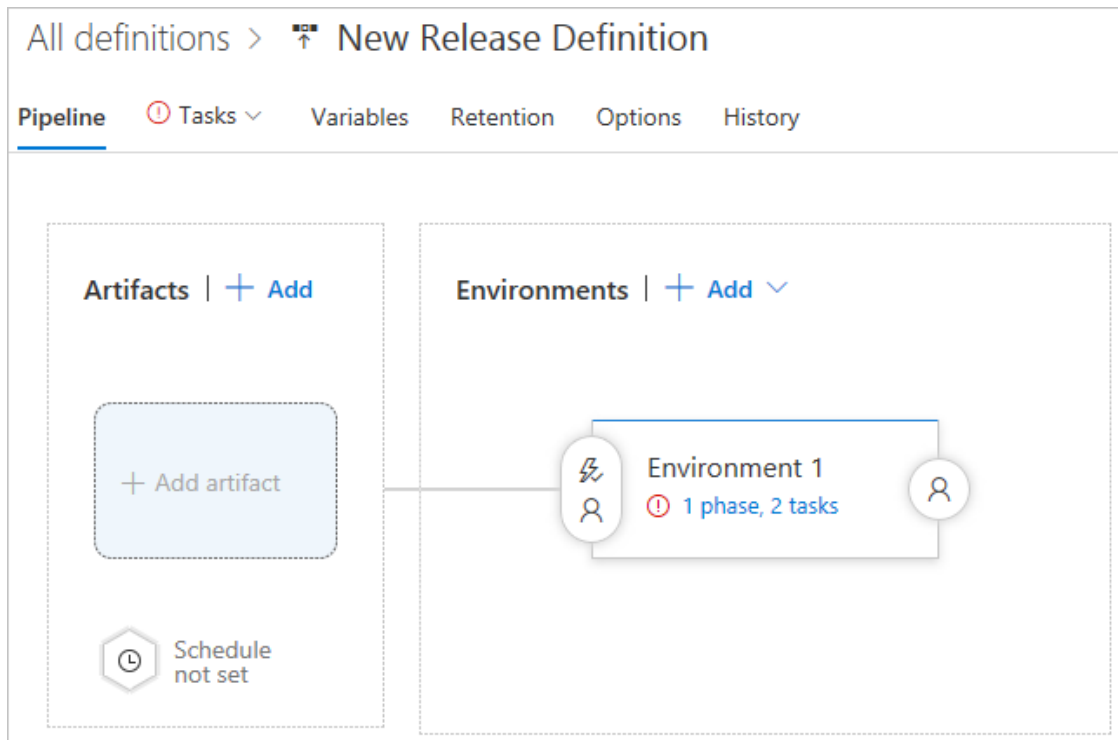 All definitions > New Release Definition
Pipeline Tasks Variables Retention Options History
Artifacts | + Add
Environments | + Add
+ Add artifact
Environment 1
1 phase, 2 tasks
Schedule
not set